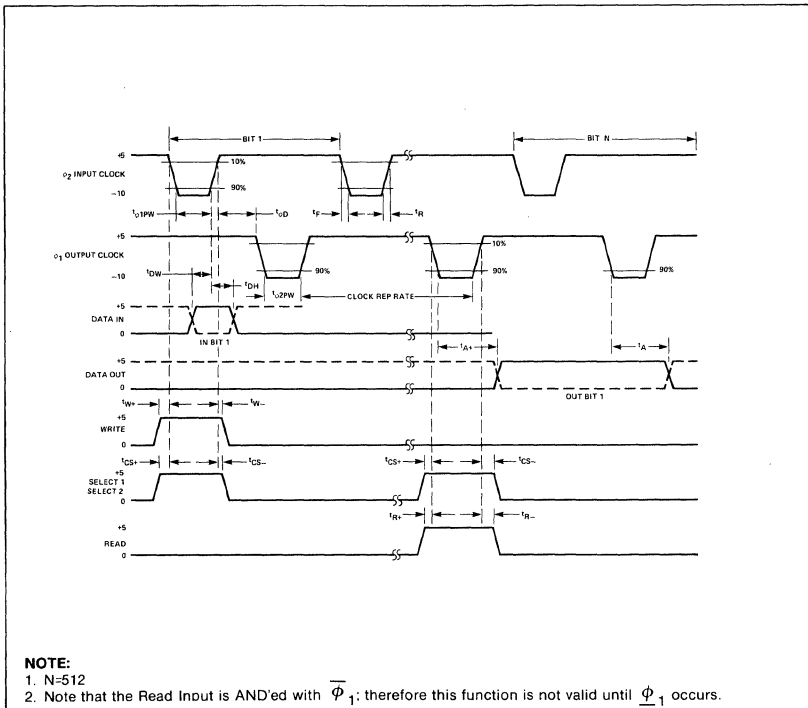 BIT 1
BIT N
+5
10%
φ2 INPUT CLOCK
90%
−10
tφ1PW
tφD
tF
tR
+5
10%
φ1 OUTPUT CLOCK
−10
90%
90%
tDW
tDH
tφ2PW
CLOCK REP RATE
+5
DATA IN
0
IN BIT 1
tA+
tA
+5
DATA OUT
0
OUT BIT 1
tW+
tW−
+5
WRITE
0
tCS+
tCS−
tCS+
tCS−
+5
SELECT 1
SELECT 2
0
tR+
tR−
+5
READ
0
NOTE:
1. N=512
2. Note that the Read Input is AND'ed with φ̅1; therefore this function is not valid until φ̲1 occurs.